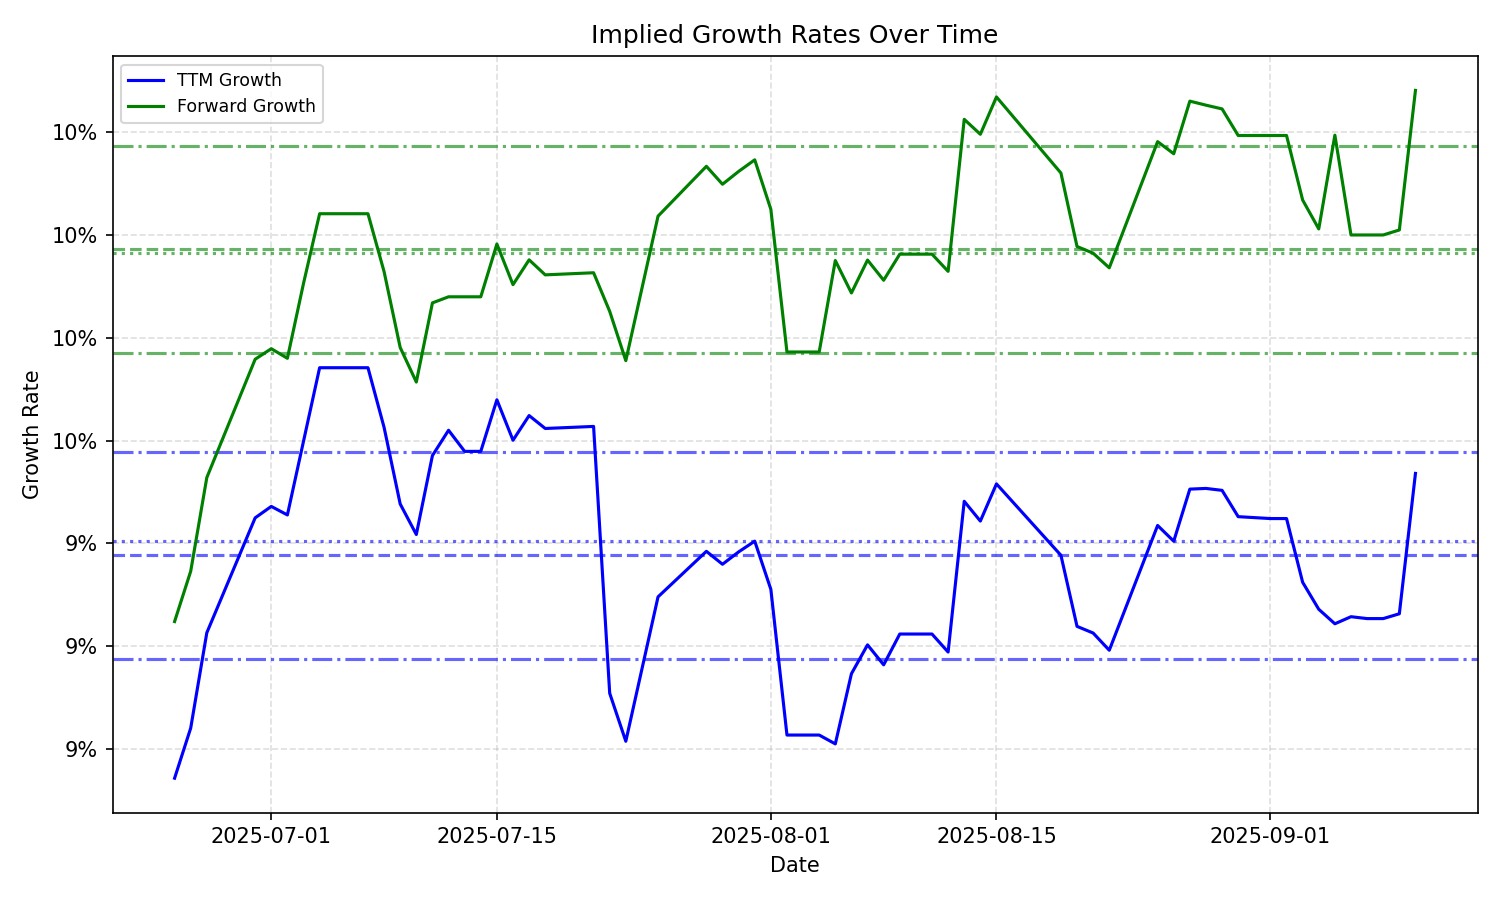 Implied Growth Rates Over Time
TTM Growth
Forward Growth
10%
10%
10%
10%
9%
9%
9%
Growth Rate
2025-07-01
2025-07-15
2025-08-01
2025-08-15
2025-09-01
Date